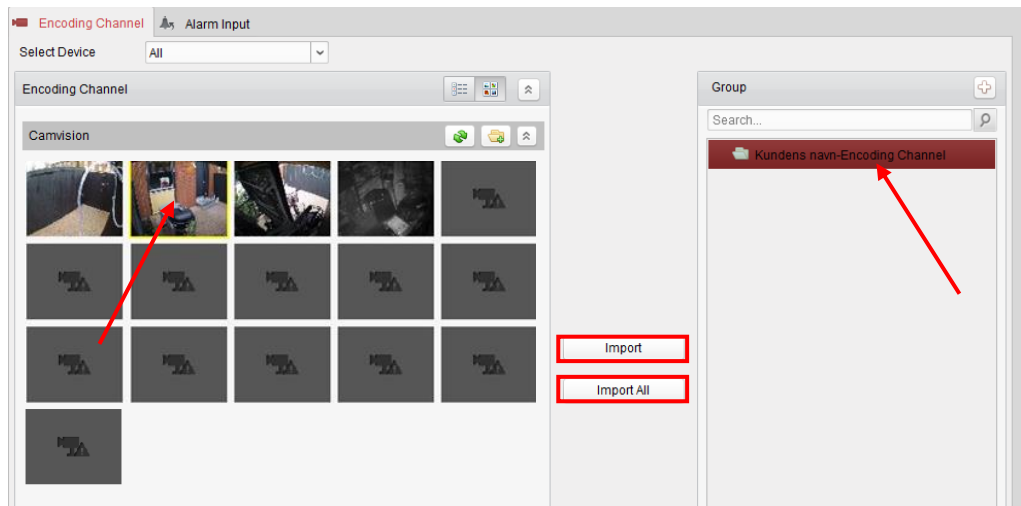 Encoding Channel
Alarm Input
Select Device
All
Encoding Channel
Camvision
Import
Import All
Group
Search...
Kundens navn-Encoding Channel